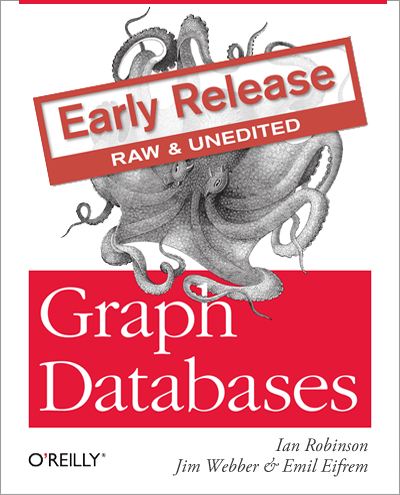 Early Release
RAW & UNEDITED
Graph
Databases
Ian Robinson
Jim Webber & Emil Eifrem
O'REILLY®